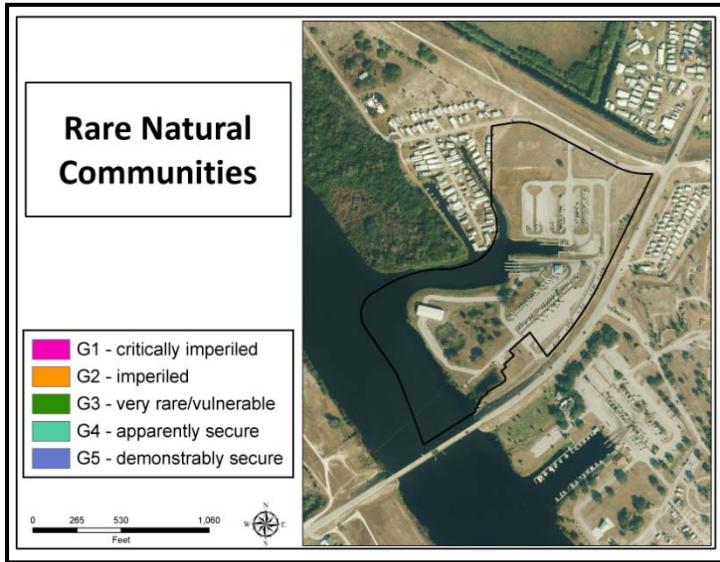 Rare Natural
Communities
G1 - critically imperiled
G2 - imperiled
G3 - very rare/vulnerable
G4 - apparently secure
G5 - demonstrably secure
0 265 530 1,060
Feet
N
W E
S